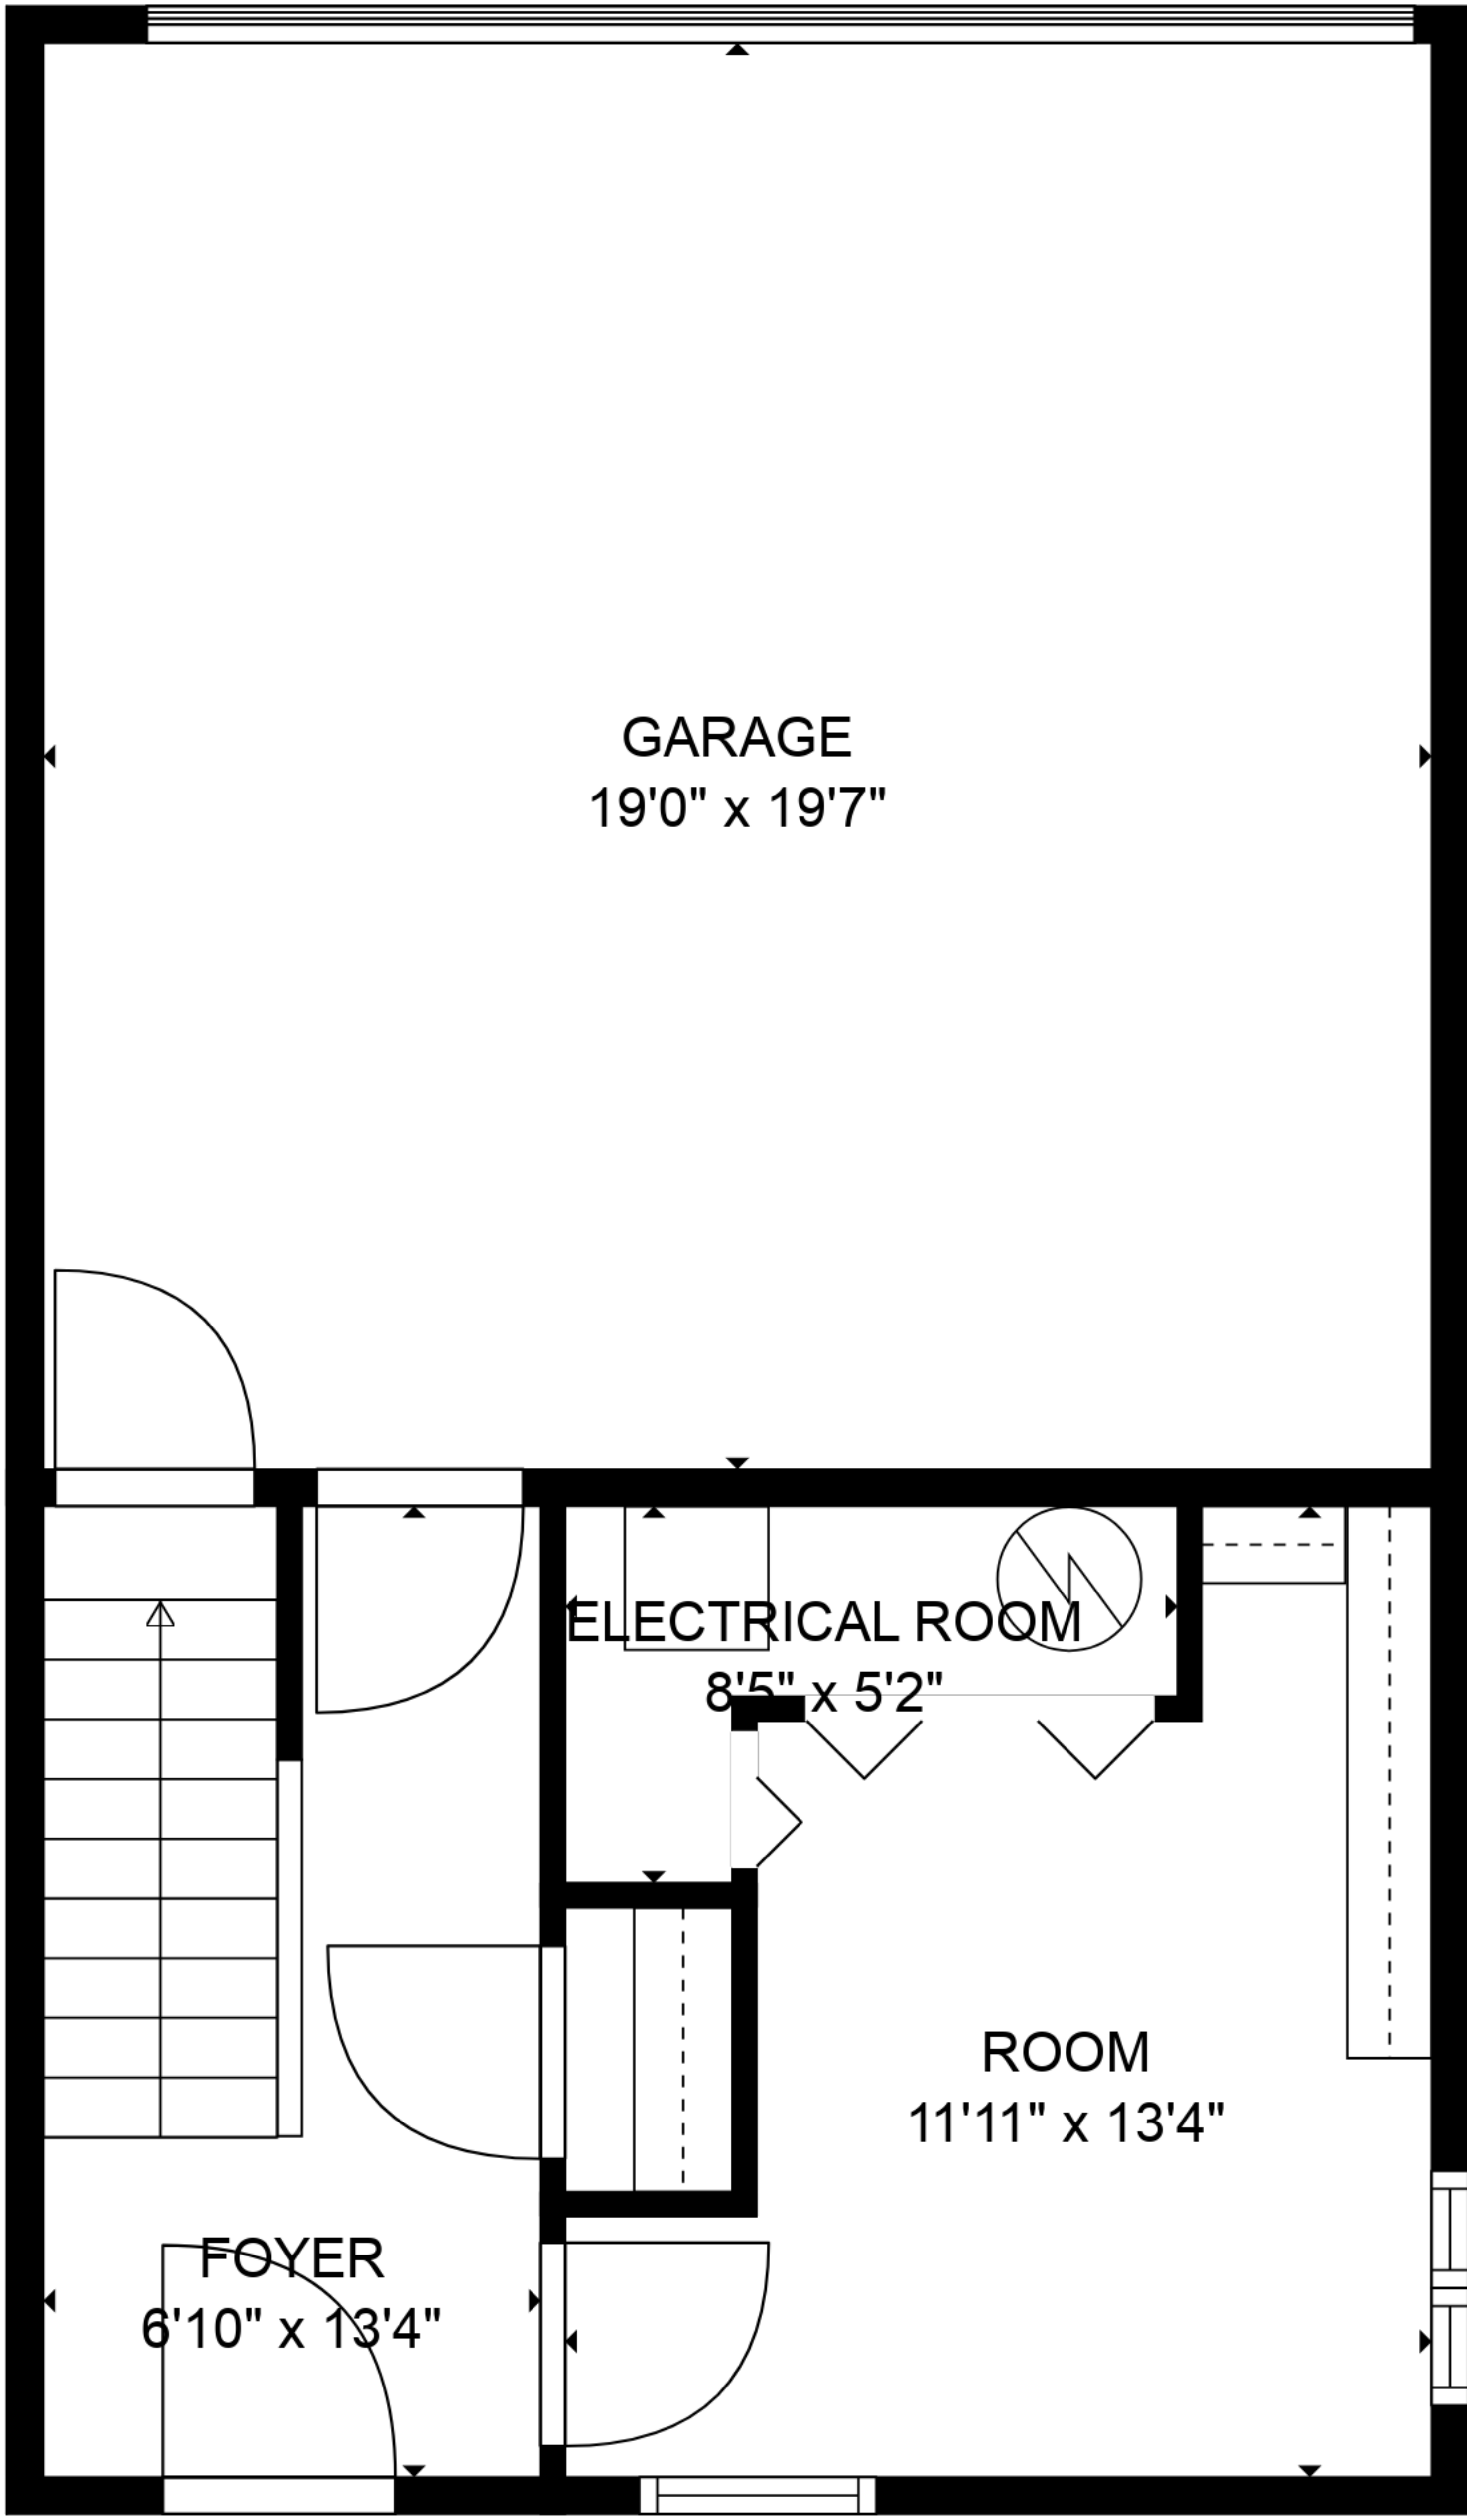 GARAGE
19'0" x 19'7"
ELECTRICAL ROOM
8'5" x 5'2"
ROOM
11'11" x 13'4"
FOYER
6'10" x 13'4"